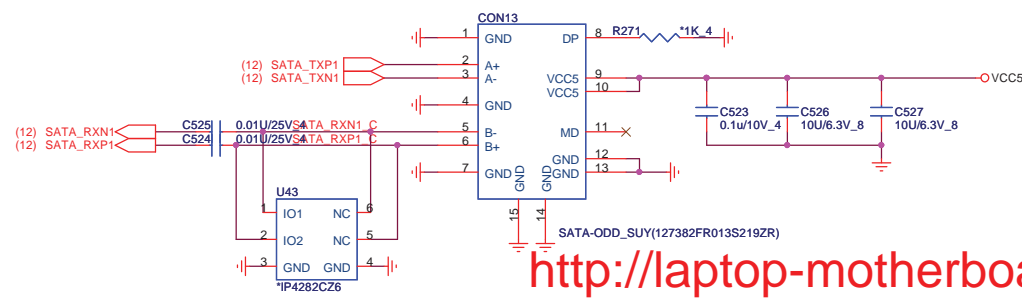 CON13
1 GND DP 8 R271 *1K_4
(12) SATA_TXP1 2 A+
(12) SATA_TXN1 3 A-
VCC5 9 VCC5
VCC5 10
4 GND
C523
0.1u/10V_4
C526
10U/6.3V_8
C527
10U/6.3V_8
(12) SATA_RXN1 C525 0.01U/25V_4 SATA_RXN1_C 5 B- MD 11
(12) SATA_RXP1 C524 0.01U/25V_4 SATA_RXP1_C 6 B+
GND 12
7 GND GND 13
GND GND
15 14
U43
1 IO1 NC 6
2 IO2 NC 5
3 GND GND 4
*IP4282CZ6
SATA-ODD_SUY(127382FR013S219ZR)
http://laptop-motherboa